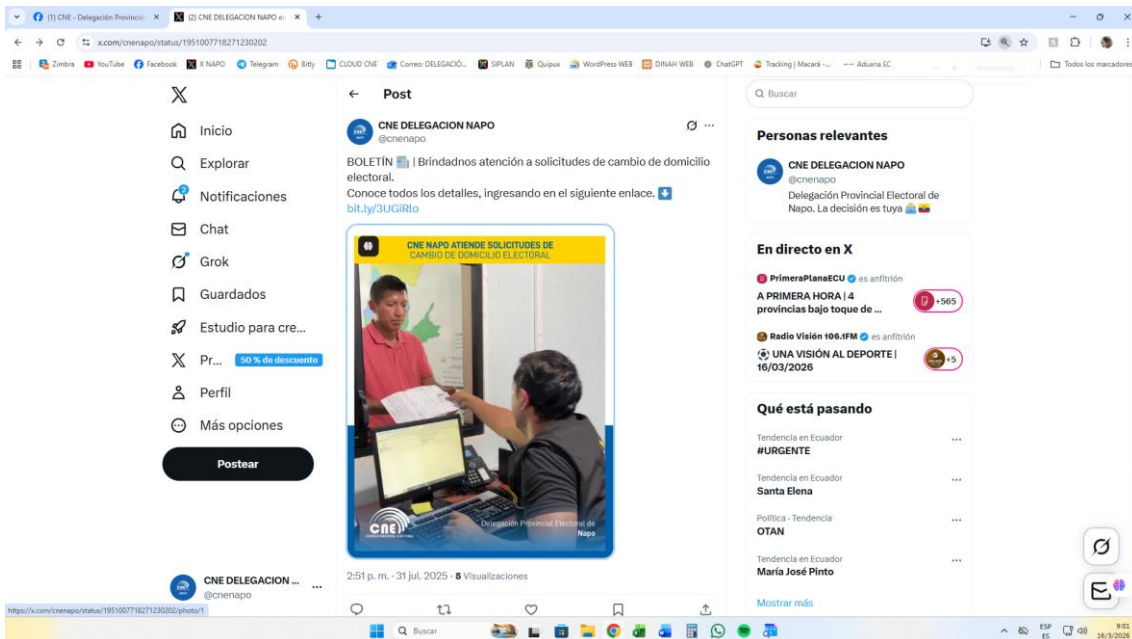 (1) CNE - Delegación Provincial
(2) CNE DELEGACION NAPO en
x.com/cnenapo/status/1951007718271230202
Zimbra
YouTube
Facebook
X NAPO
Telegram
Bitly
CLOUD CNE
Correo: DELEGACIÓ...
SIPLAN
Quipux
WordPress WEB
DINAH WEB
ChatGPT
Tracking | Macará -...
Aduana EC
Todos los marcadores
Inicio
Explorar
2
Notificaciones
Chat
Grok
Guardados
Estudio para cre...
Pr... 50 % de descuento
Perfil
Más opciones
Postear
CNE DELEGACION ...
@cnenapo
https://x.com/cnenapo/status/1951007718271230202/photo/1
Post
CNE DELEGACION NAPO
@cnenapo
BOLETÍN | Brindadnos atención a solicitudes de cambio de domicilio
electoral.
Conoce todos los detalles, ingresando en el siguiente enlace.
bit.ly/3UGiRlo
CNE NAPO ATIENDE SOLICITUDES DE
CAMBIO DE DOMICILIO ELECTORAL
CNE
Delegación Provincial Electoral de
Napo
2:51 p. m. · 31 jul. 2025 · 8 Visualizaciones
Buscar
Personas relevantes
CNE DELEGACION NAPO
@cnenapo
Delegación Provincial Electoral de
Napo. La decisión es tuya
En directo en X
PrimeraPlanaECU es anfitrión
A PRIMERA HORA | 4
provincias bajo toque de ...
+565
Radio Visión 106.1FM es anfitrión
UNA VISIÓN AL DEPORTE |
16/03/2026
+5
Qué está pasando
Tendencia en Ecuador
#URGENTE
Tendencia en Ecuador
Santa Elena
Política · Tendencia
OTAN
Tendencia en Ecuador
María José Pinto
Mostrar más
Buscar
ESP
ES
9:01
16/3/2026